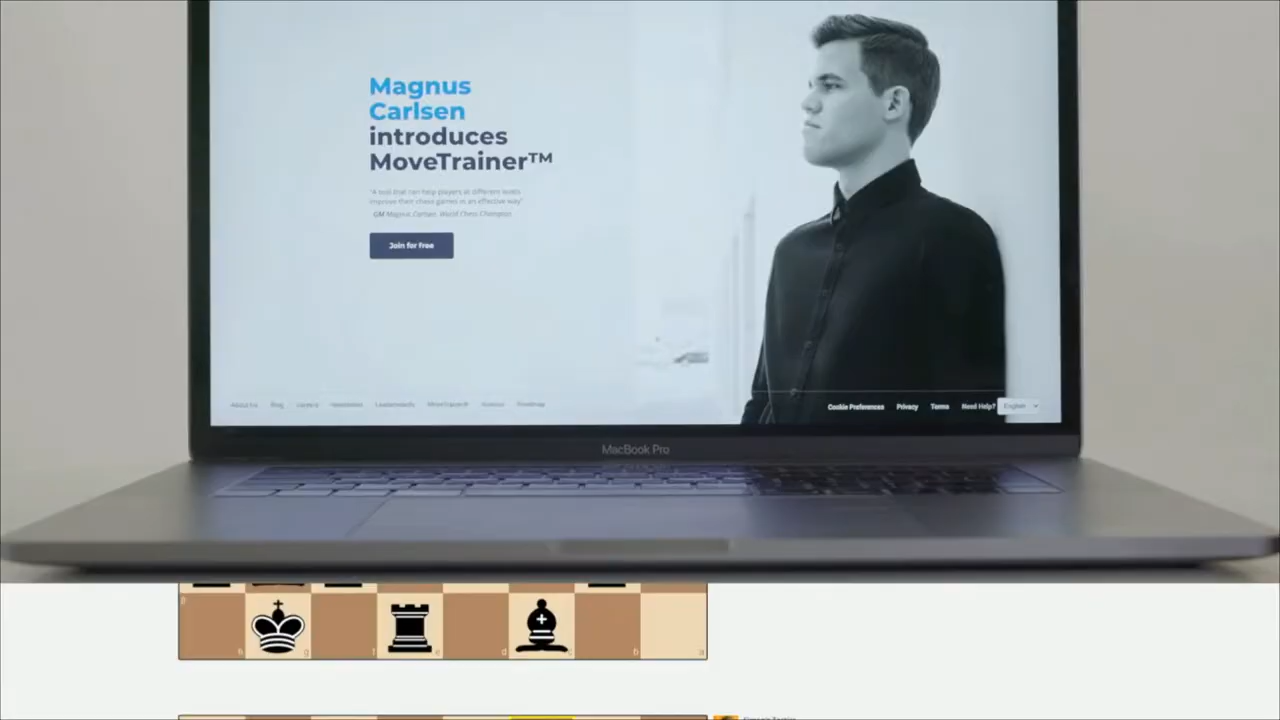 Magnus
Carlsen
introduces
MoveTrainer™
"A tool that can help players at different levels
improve their chess games in an effective way"
GM Magnus Carlsen, World Chess Champion
Join for Free
About Us Blog Careers Leaderboards MoveTrainer® Roadmap
Cookie Preferences Privacy Terms Need Help? English
MacBook Pro
8
h g f e d c b a